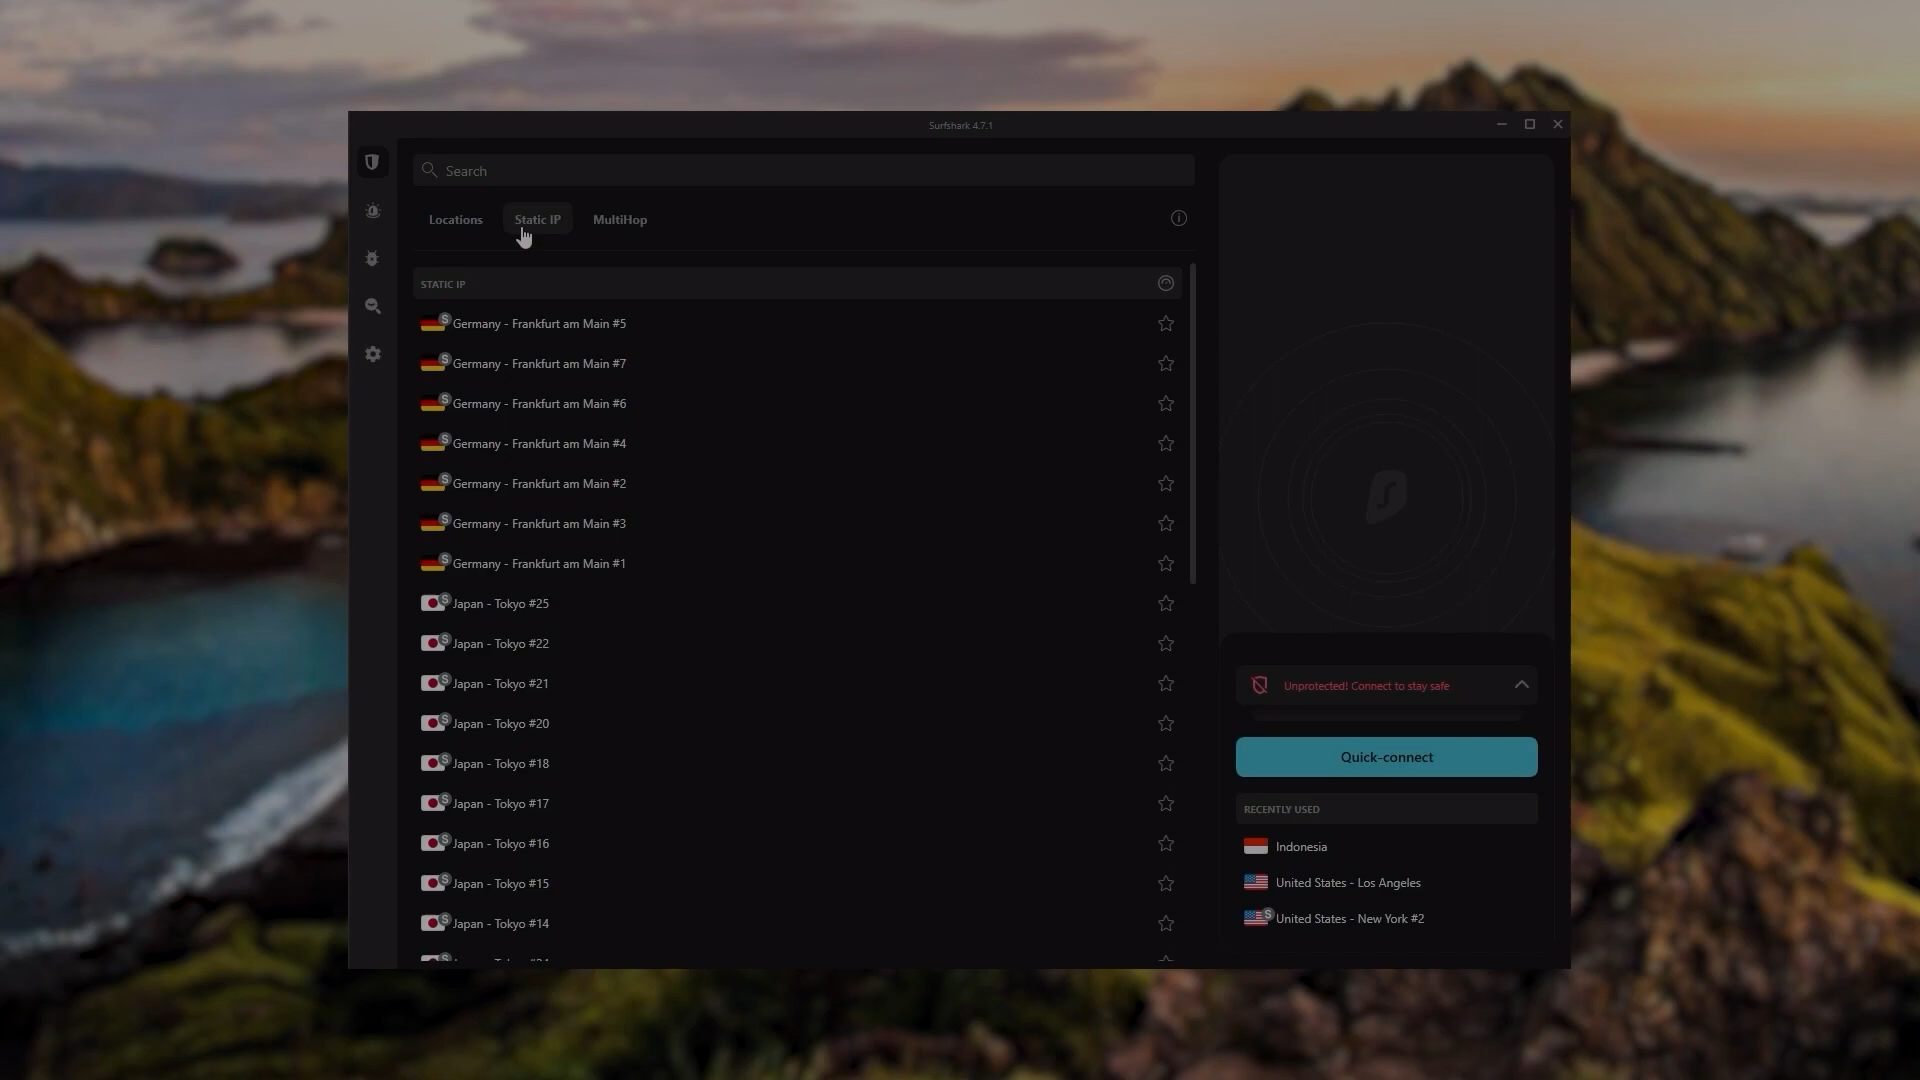 Surfshark 4.7.1
Search
Locations
Static IP
MultiHop
STATIC IP
S Germany - Frankfurt am Main #5
S Germany - Frankfurt am Main #7
S Germany - Frankfurt am Main #6
S Germany - Frankfurt am Main #4
S Germany - Frankfurt am Main #2
S Germany - Frankfurt am Main #3
S Germany - Frankfurt am Main #1
S Japan - Tokyo #25
S Japan - Tokyo #22
S Japan - Tokyo #21
S Japan - Tokyo #20
S Japan - Tokyo #18
S Japan - Tokyo #17
S Japan - Tokyo #16
S Japan - Tokyo #15
S Japan - Tokyo #14
Unprotected! Connect to stay safe
Quick-connect
RECENTLY USED
Indonesia
United States - Los Angeles
S United States - New York #2